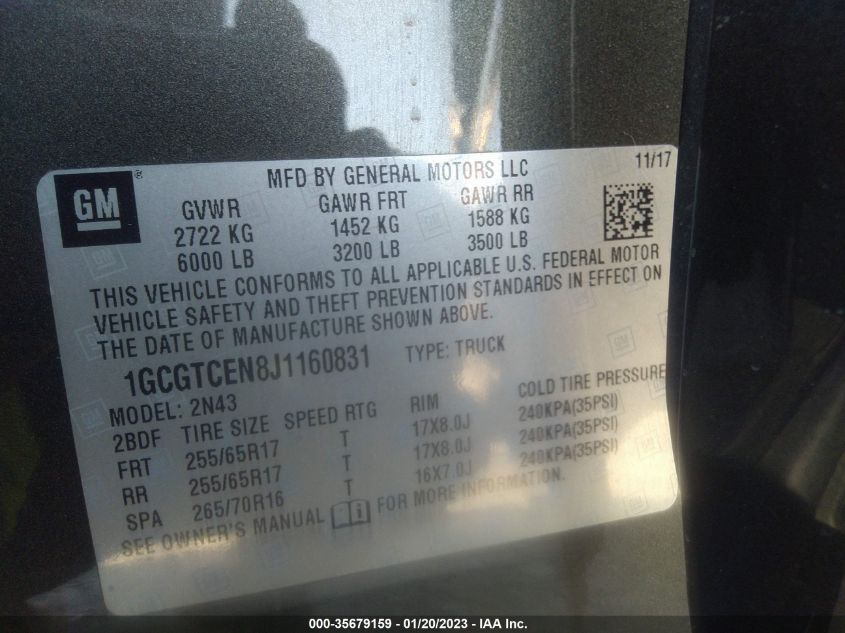 GM ®
MFD BY GENERAL MOTORS LLC 11/17
GVWR GAWR FRT GAWR RR
2722 KG 1452 KG 1588 KG
6000 LB 3200 LB 3500 LB
THIS VEHICLE CONFORMS TO ALL APPLICABLE U.S. FEDERAL MOTOR
VEHICLE SAFETY AND THEFT PREVENTION STANDARDS IN EFFECT ON
THE DATE OF MANUFACTURE SHOWN ABOVE.
1GCGTCEN8J1160831 TYPE: TRUCK
MODEL: 2N43
2BDF TIRE SIZE SPEED RTG RIM COLD TIRE PRESSURE
FRT 255/65R17 T 17X8.0J 240KPA(35PSI)
RR 255/65R17 T 17X8.0J 240KPA(35PSI)
SPA 265/70R16 T 16X7.0J 240KPA(35PSI)
SEE OWNER'S MANUAL i FOR MORE INFORMATION.
000-35679159 — 01/20/2023 — IAA Inc.